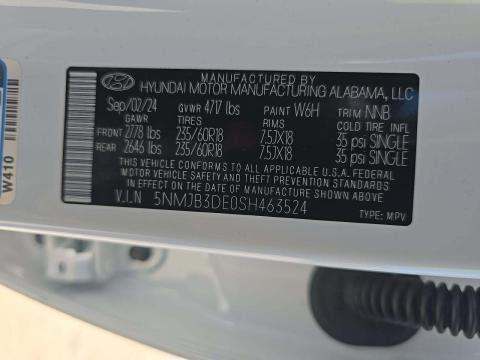 MANUFACTURED BY
HYUNDAI MOTOR MANUFACTURING ALABAMA, LLC
Sep/02/24 GVWR 4717 lbs PAINT W6H TRIM NNB
GAWR TIRES RIMS COLD TIRE INFL
FRONT 2778 lbs 235/60R18 7.5JX18 35 psi SINGLE
REAR 2646 lbs 235/60R18 7.5JX18 35 psi SINGLE
THIS VEHICLE CONFORMS TO ALL APPLICABLE U.S.A. FEDERAL
MOTOR VEHICLE SAFETY AND THEFT PREVENTION STANDARDS
IN EFFECT ON THE DATE OF MANUFACTURE SHOWN ABOVE.
V.I.N 5NMJB3DE0SH463524 TYPE: MPV
W410